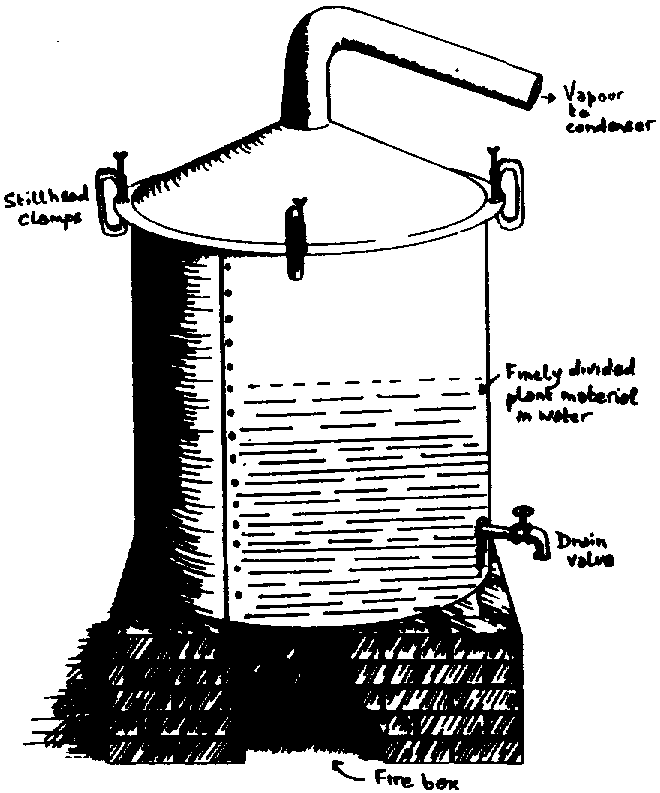 Vapour
to
condenser
Stillhead
clamps
Finely divided
plant material
in water
Drain
valve
Fire box